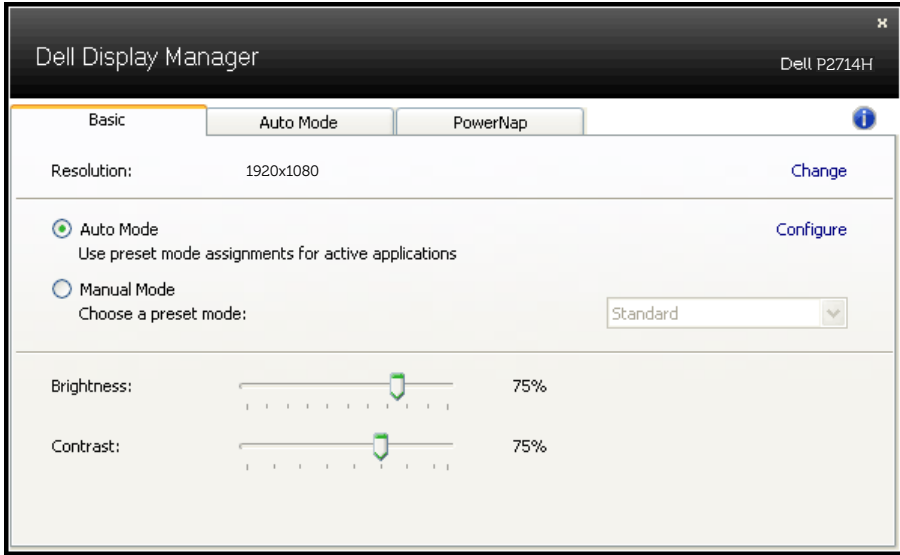 Dell Display Manager
Dell P2714H
Basic Auto Mode PowerNap
Resolution: 1920x1080 Change
Auto Mode Configure
Use preset mode assignments for active applications
Manual Mode
Choose a preset mode: Standard
Brightness: 75%
Contrast: 75%